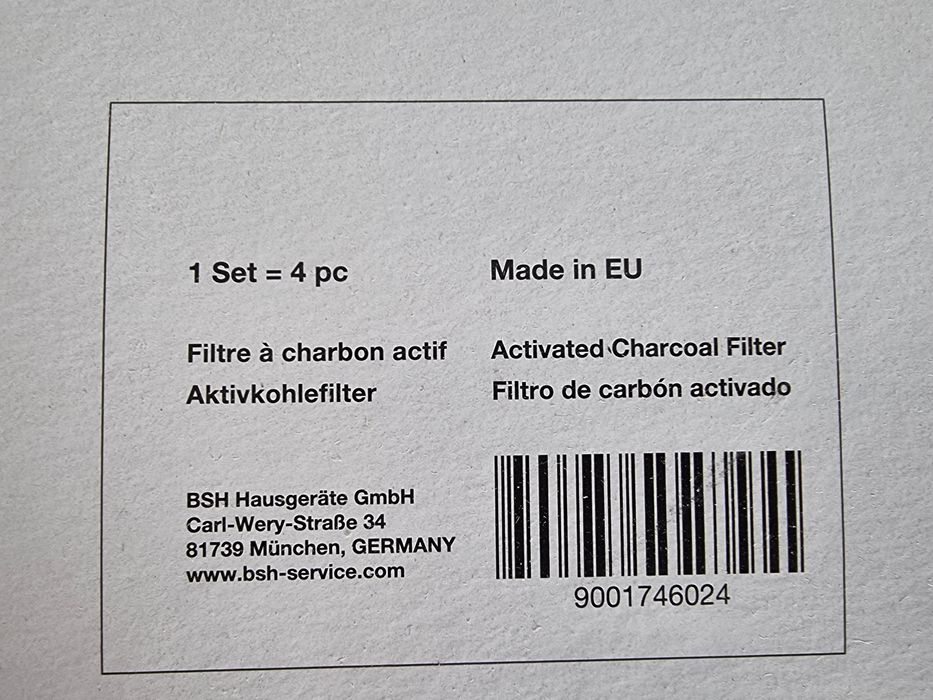 1 Set = 4 pc
Made in EU
Filtre à charbon actif
Aktivkohlefilter
Activated Charcoal Filter
Filtro de carbón activado
BSH Hausgeräte GmbH
Carl-Wery-Straße 34
81739 München, GERMANY
www.bsh-service.com
9001746024